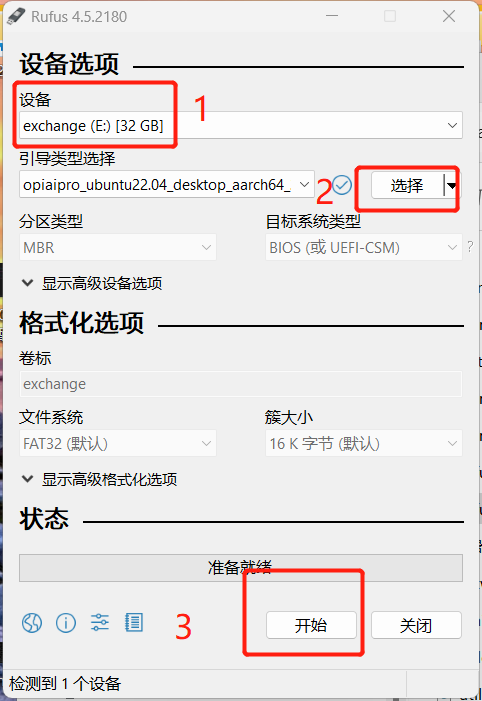 Rufus 4.5.2180
设备选项
设备
1
exchange (E:) [32 GB]
引导类型选择
opiaipro_ubuntu22.04_desktop_aarch64_
2
选择
分区类型
目标系统类型
MBR
BIOS (或 UEFI-CSM)
?
显示高级设备选项
格式化选项
卷标
exchange
文件系统
簇大小
FAT32 (默认)
16 K 字节 (默认)
显示高级格式化选项
状态
准备就绪
3
开始
关闭
检测到 1 个设备